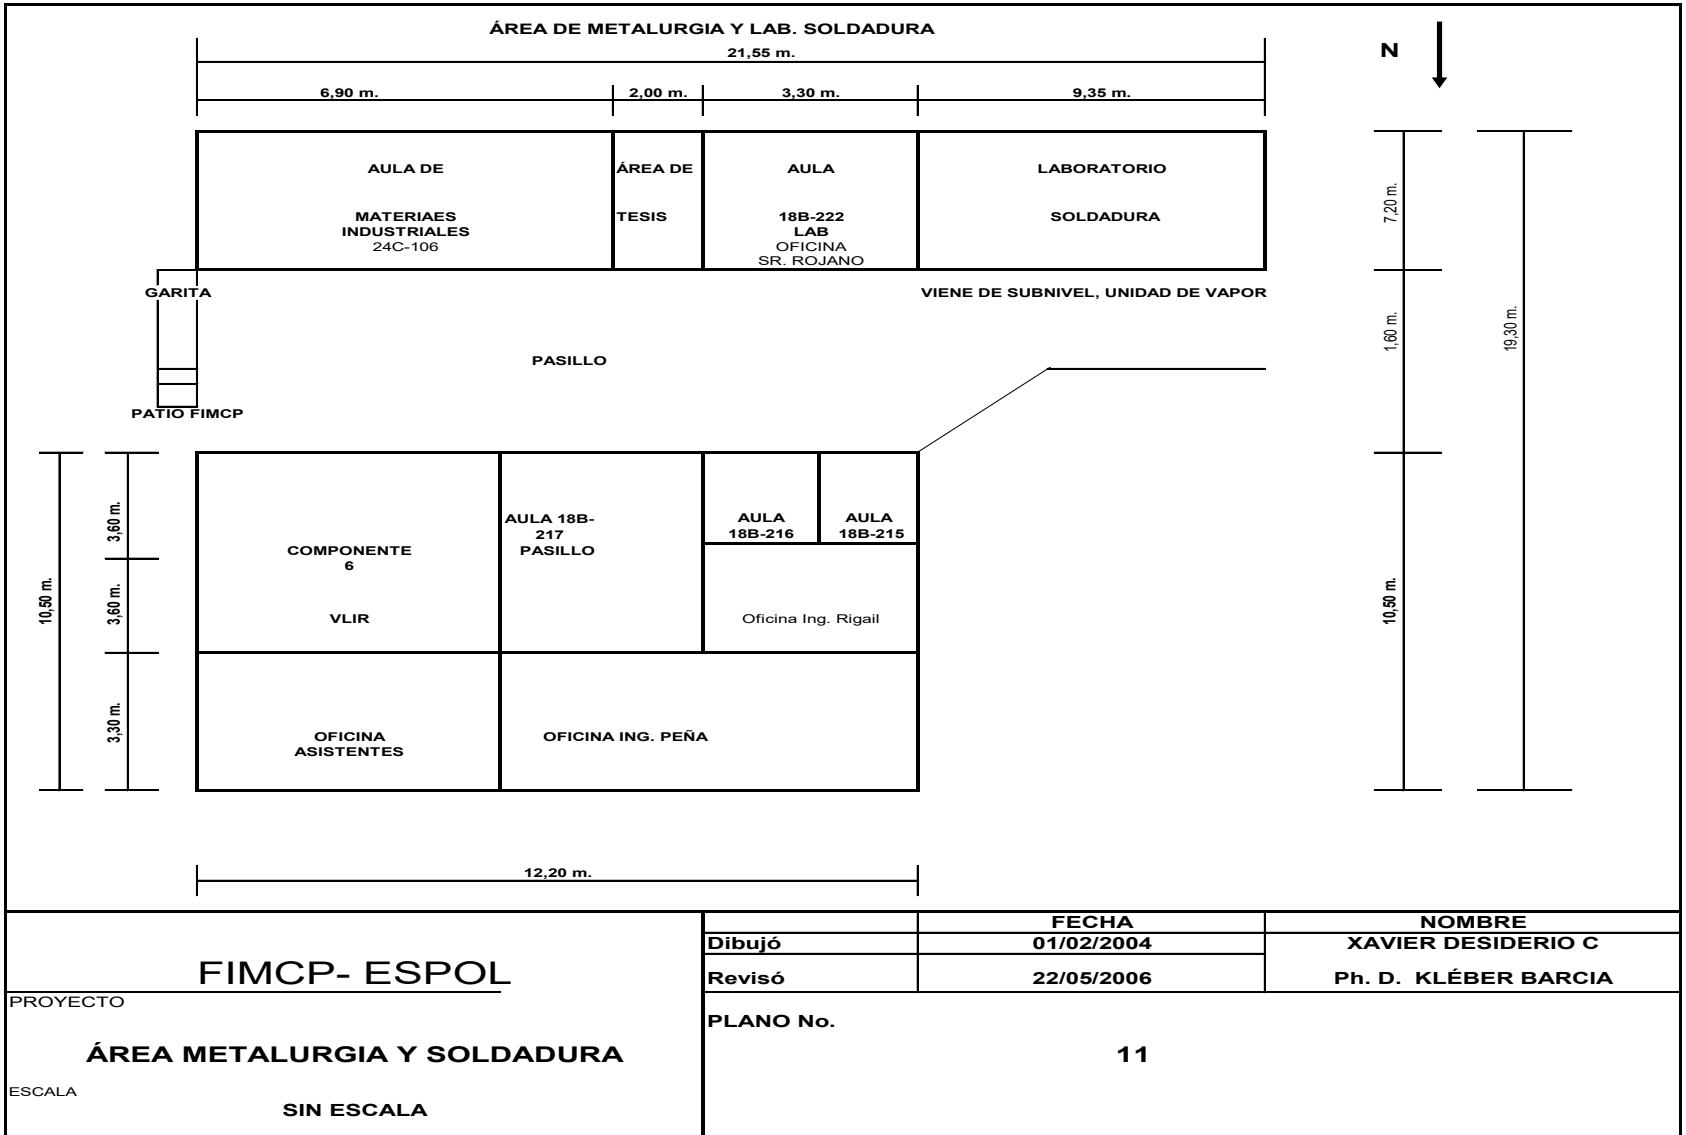 ÁREA DE METALURGIA Y LAB. SOLDADURA
21,55 m.
N
6,90 m.
2,00 m.
3,30 m.
9,35 m.
AULA DE
MATERIAES
INDUSTRIALES
24C-106
ÁREA DE
TESIS
AULA
18B-222
LAB
OFICINA
SR. ROJANO
LABORATORIO
SOLDADURA
7,20 m.
GARITA
VIENE DE SUBNIVEL, UNIDAD DE VAPOR
1,60 m.
19,30 m.
PASILLO
PATIO FIMCP
10,50 m.
3,60 m.
3,60 m.
3,30 m.
COMPONENTE
6
VLIR
AULA 18B-
217
PASILLO
AULA
18B-216
AULA
18B-215
Oficina Ing. Rigail
10,50 m.
OFICINA
ASISTENTES
OFICINA ING. PEÑA
12,20 m.
FIMCP- ESPOL
FECHA
NOMBRE
Dibujó
01/02/2004
XAVIER DESIDERIO C
Revisó
22/05/2006
Ph. D. KLÉBER BARCIA
PROYECTO
ÁREA METALURGIA Y SOLDADURA
PLANO No.
11
ESCALA
SIN ESCALA